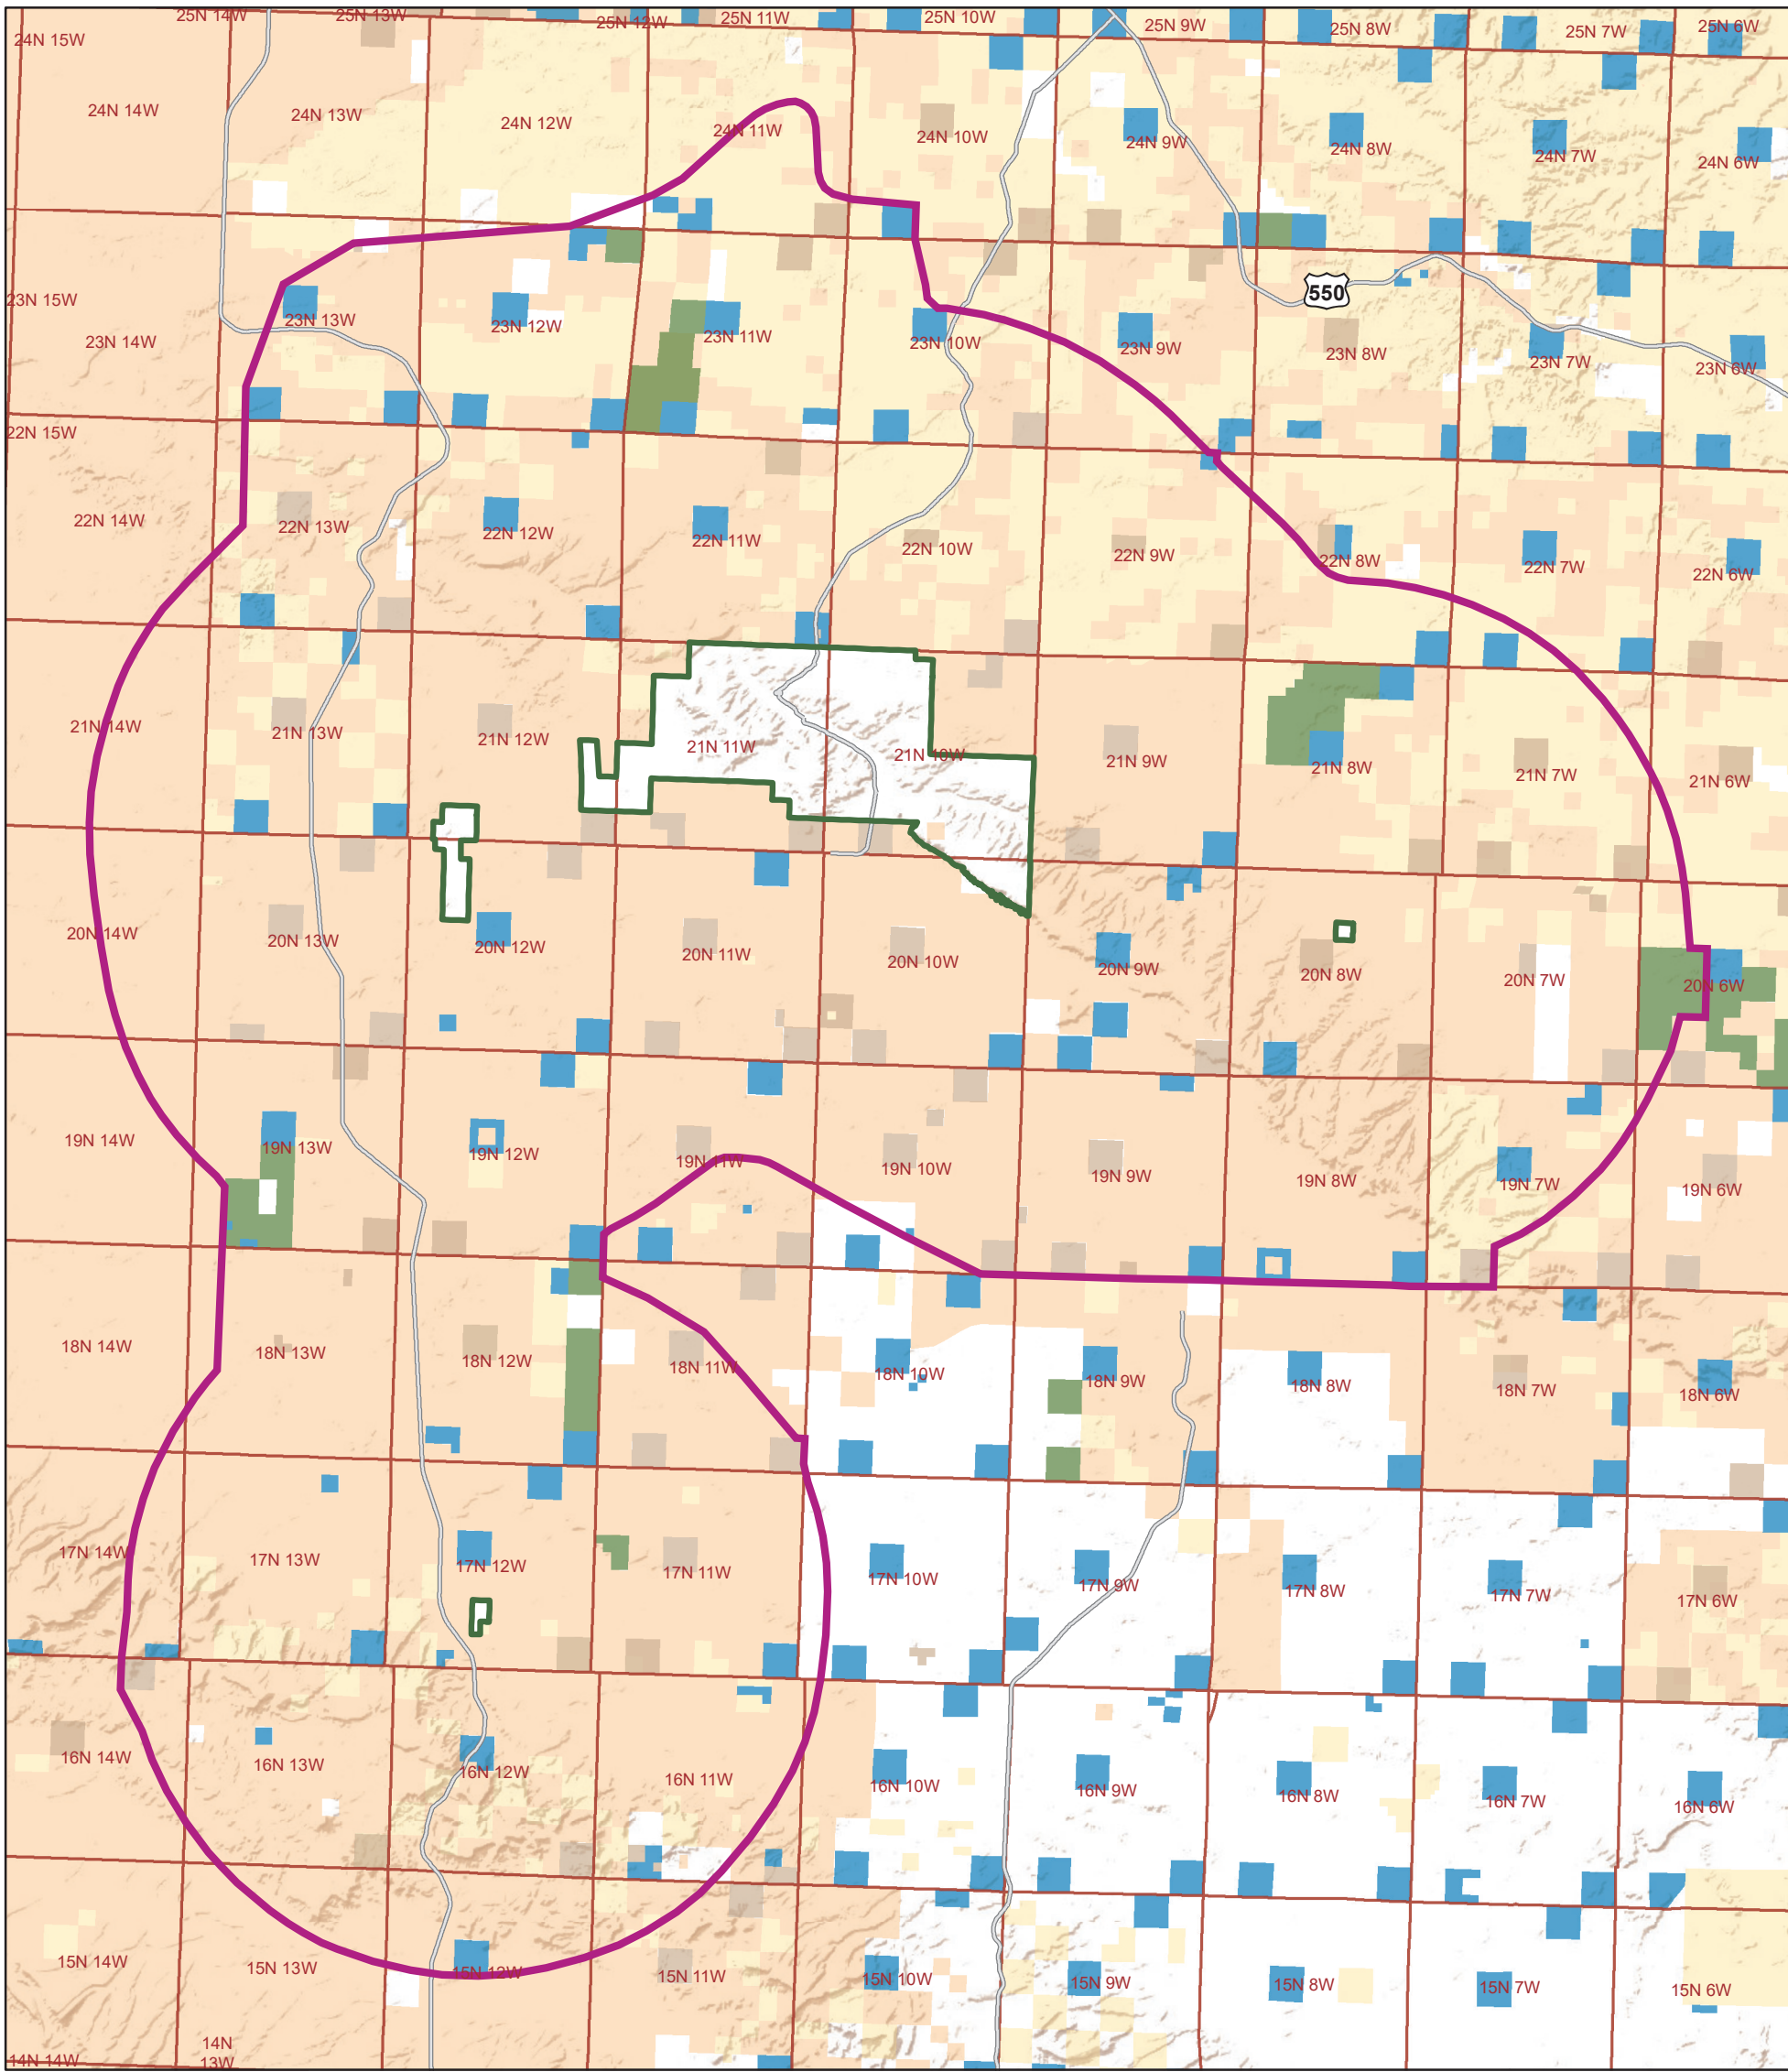 25N 14W
25N 13W
25N 12W
25N 11W
25N 10W
25N 9W
25N 8W
25N 7W
25N 6W
24N 15W
24N 14W
24N 13W
24N 12W
24N 11W
24N 10W
24N 9W
24N 8W
24N 7W
24N 6W
550
23N 15W
23N 14W
23N 13W
23N 12W
23N 11W
23N 10W
23N 9W
23N 8W
23N 7W
23N 6W
22N 15W
22N 14W
22N 13W
22N 12W
22N 11W
22N 10W
22N 9W
22N 8W
22N 7W
22N 6W
21N 14W
21N 13W
21N 12W
21N 11W
21N 10W
21N 9W
21N 8W
21N 7W
21N 6W
20N 14W
20N 13W
20N 12W
20N 11W
20N 10W
20N 9W
20N 8W
20N 7W
20N 6W
19N 14W
19N 13W
19N 12W
19N 11W
19N 10W
19N 9W
19N 8W
19N 7W
19N 6W
18N 14W
18N 13W
18N 12W
18N 11W
18N 10W
18N 9W
18N 8W
18N 7W
18N 6W
17N 14W
17N 13W
17N 12W
17N 11W
17N 10W
17N 9W
17N 8W
17N 7W
17N 6W
16N 14W
16N 13W
16N 12W
16N 11W
16N 10W
16N 9W
16N 8W
16N 7W
16N 6W
15N 14W
15N 13W
15N 12W
15N 11W
15N 10W
15N 9W
15N 8W
15N 7W
15N 6W
14N 14W
14N
13W